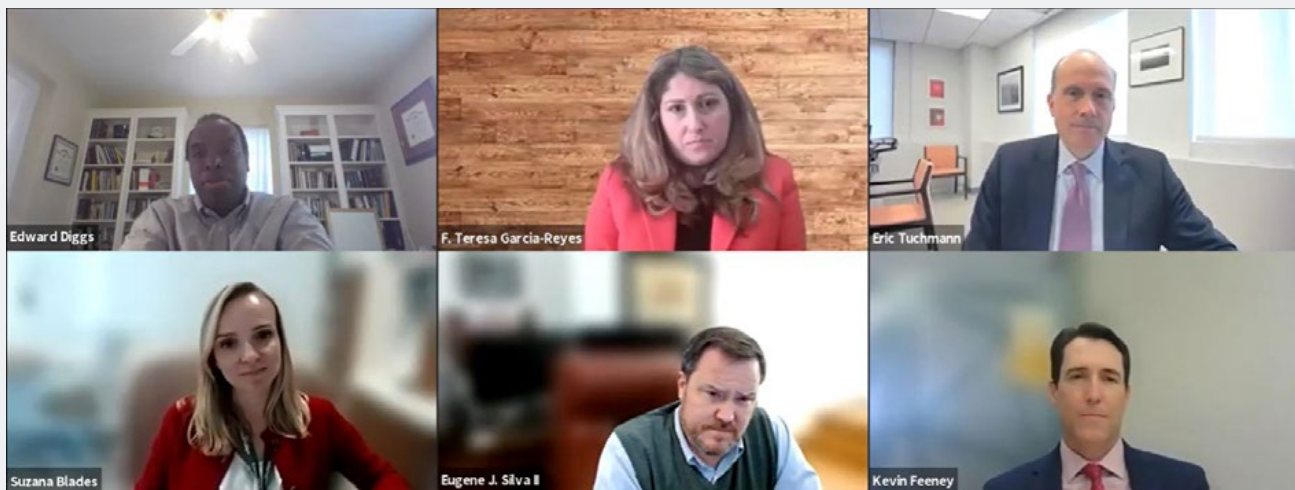 Edward Diggs
F. Teresa Garcia-Reyes
Eric Tuchmann
Suzana Blades
Eugene J. Silva II
Kevin Feeney